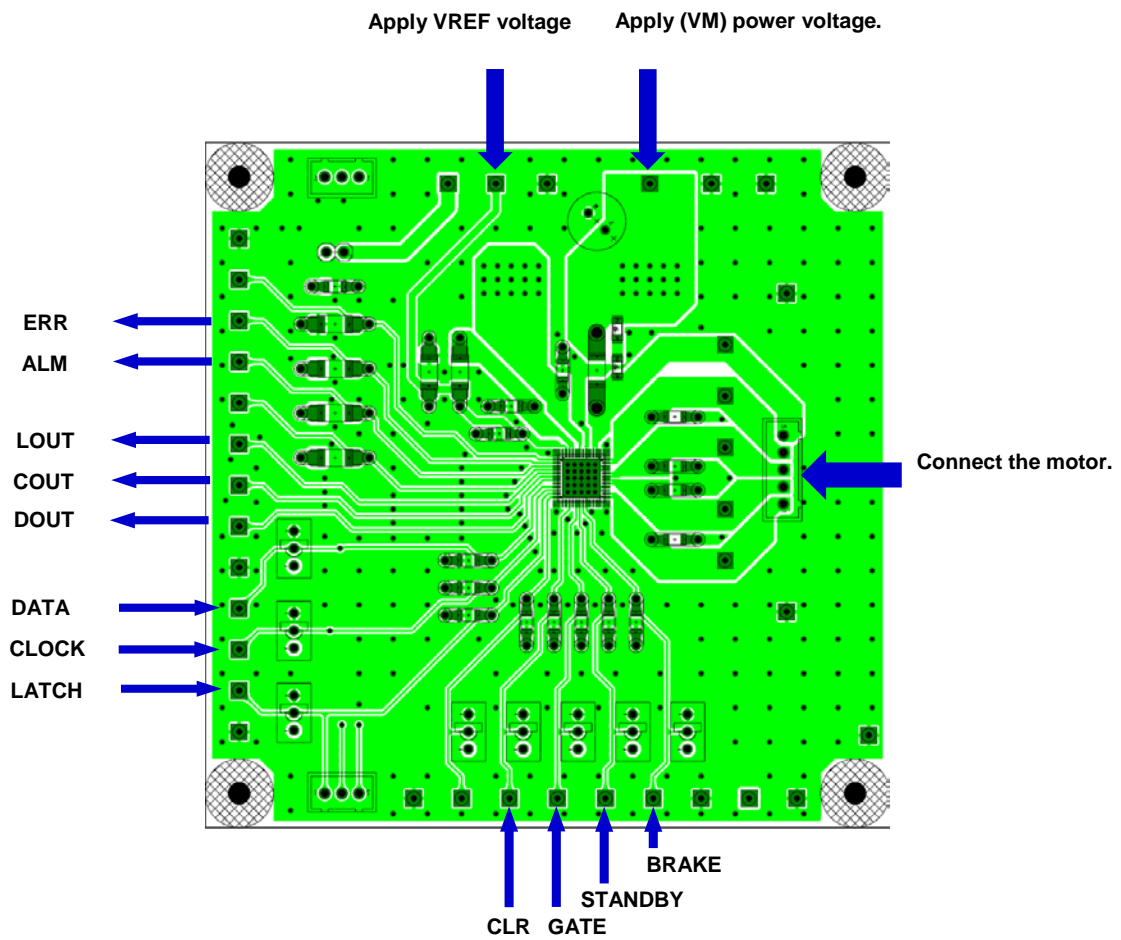 Apply VREF voltage
Apply (VM) power voltage.
ERR
ALM
LOUT
COUT
DOUT
DATA
CLOCK
LATCH
Connect the motor.
BRAKE
STANDBY
CLR
GATE